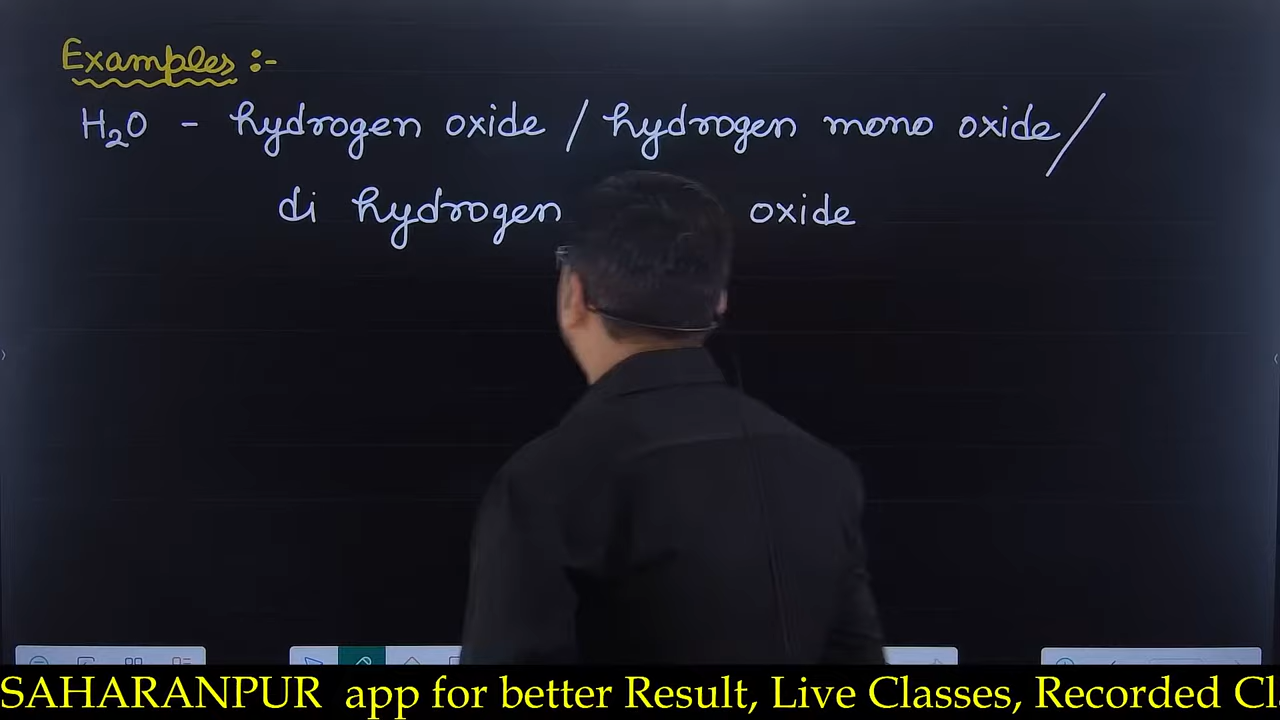 Examples :-
H₂O - hydrogen oxide / hydrogen mono oxide /
di hydrogen oxide
SAHARANPUR app for better Result, Live Classes, Recorded Cl